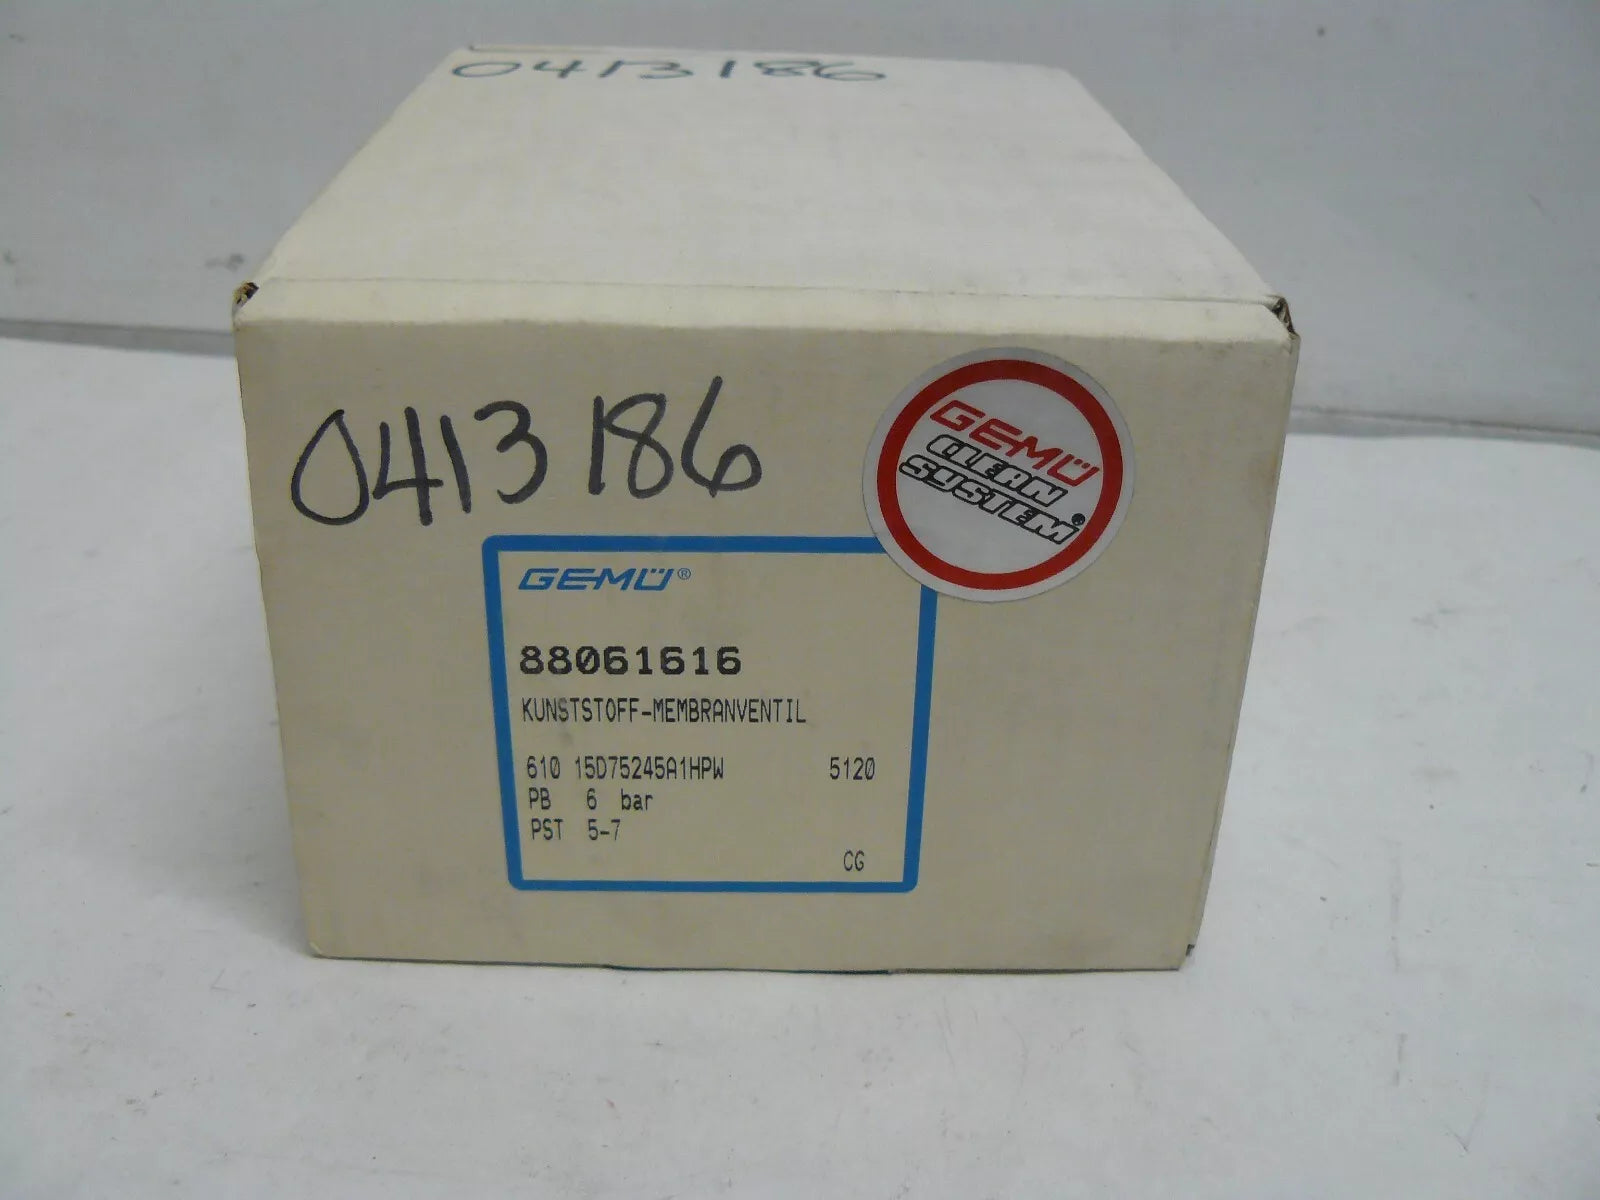 0413186
0413186
GEMÜ
CLEAN
SYSTEM®
GEMÜ®
88061616
KUNSTSTOFF-MEMBRANVENTIL
610 15D75245A1HPW 5120
PB 6 bar
PST 5-7
CG